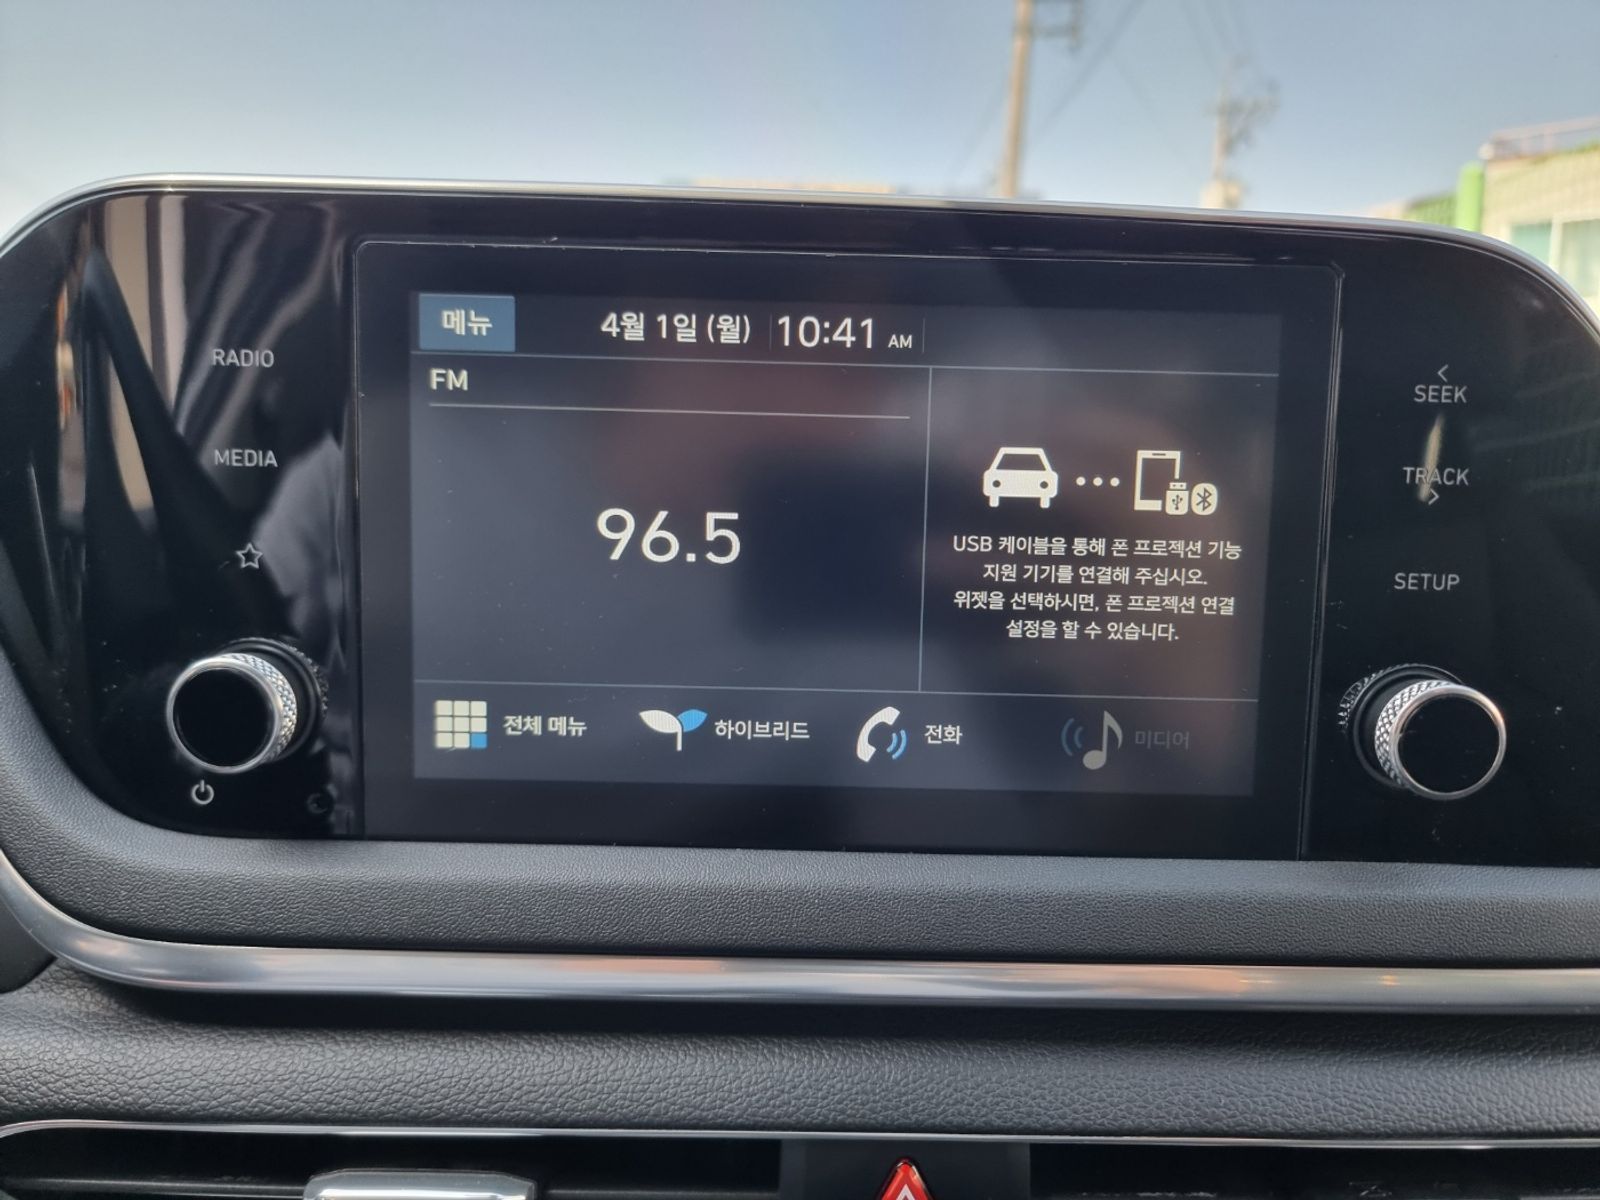 메뉴
4월 1일 (월) 10:41 AM
FM
96.5
USB 케이블을 통해 폰 프로젝션 기능
지원 기기를 연결해 주십시오.
위젯을 선택하시면, 폰 프로젝션 연결
설정을 할 수 있습니다.
전체 메뉴
하이브리드
전화
미디어
RADIO
MEDIA
SEEK
TRACK
SETUP